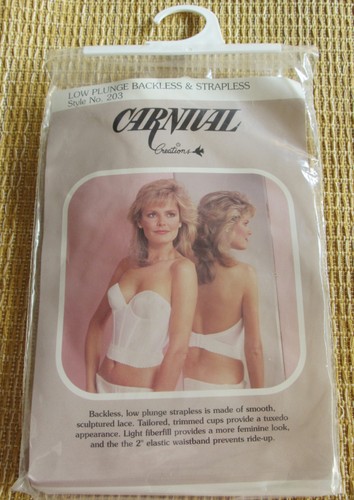 LOW PLUNGE BACKLESS & STRAPLESS
Style No. 203
CARNIVAL
Creations
Backless, low plunge strapless is made of smooth,
sculptured lace. Tailored, trimmed cups provide a tuxedo
appearance. Light fiberfill provides a more feminine look,
and the the 2" elastic waistband prevents ride-up.